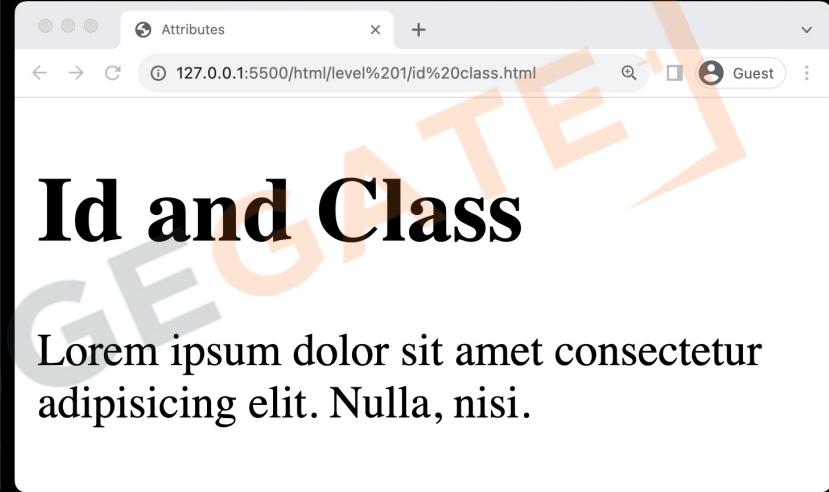 Attributes
127.0.0.1:5500/html/level%201/id%20class.html
Guest
Id and Class
Lorem ipsum dolor sit amet consectetur
adipisicing elit. Nulla, nisi.
GEGATE